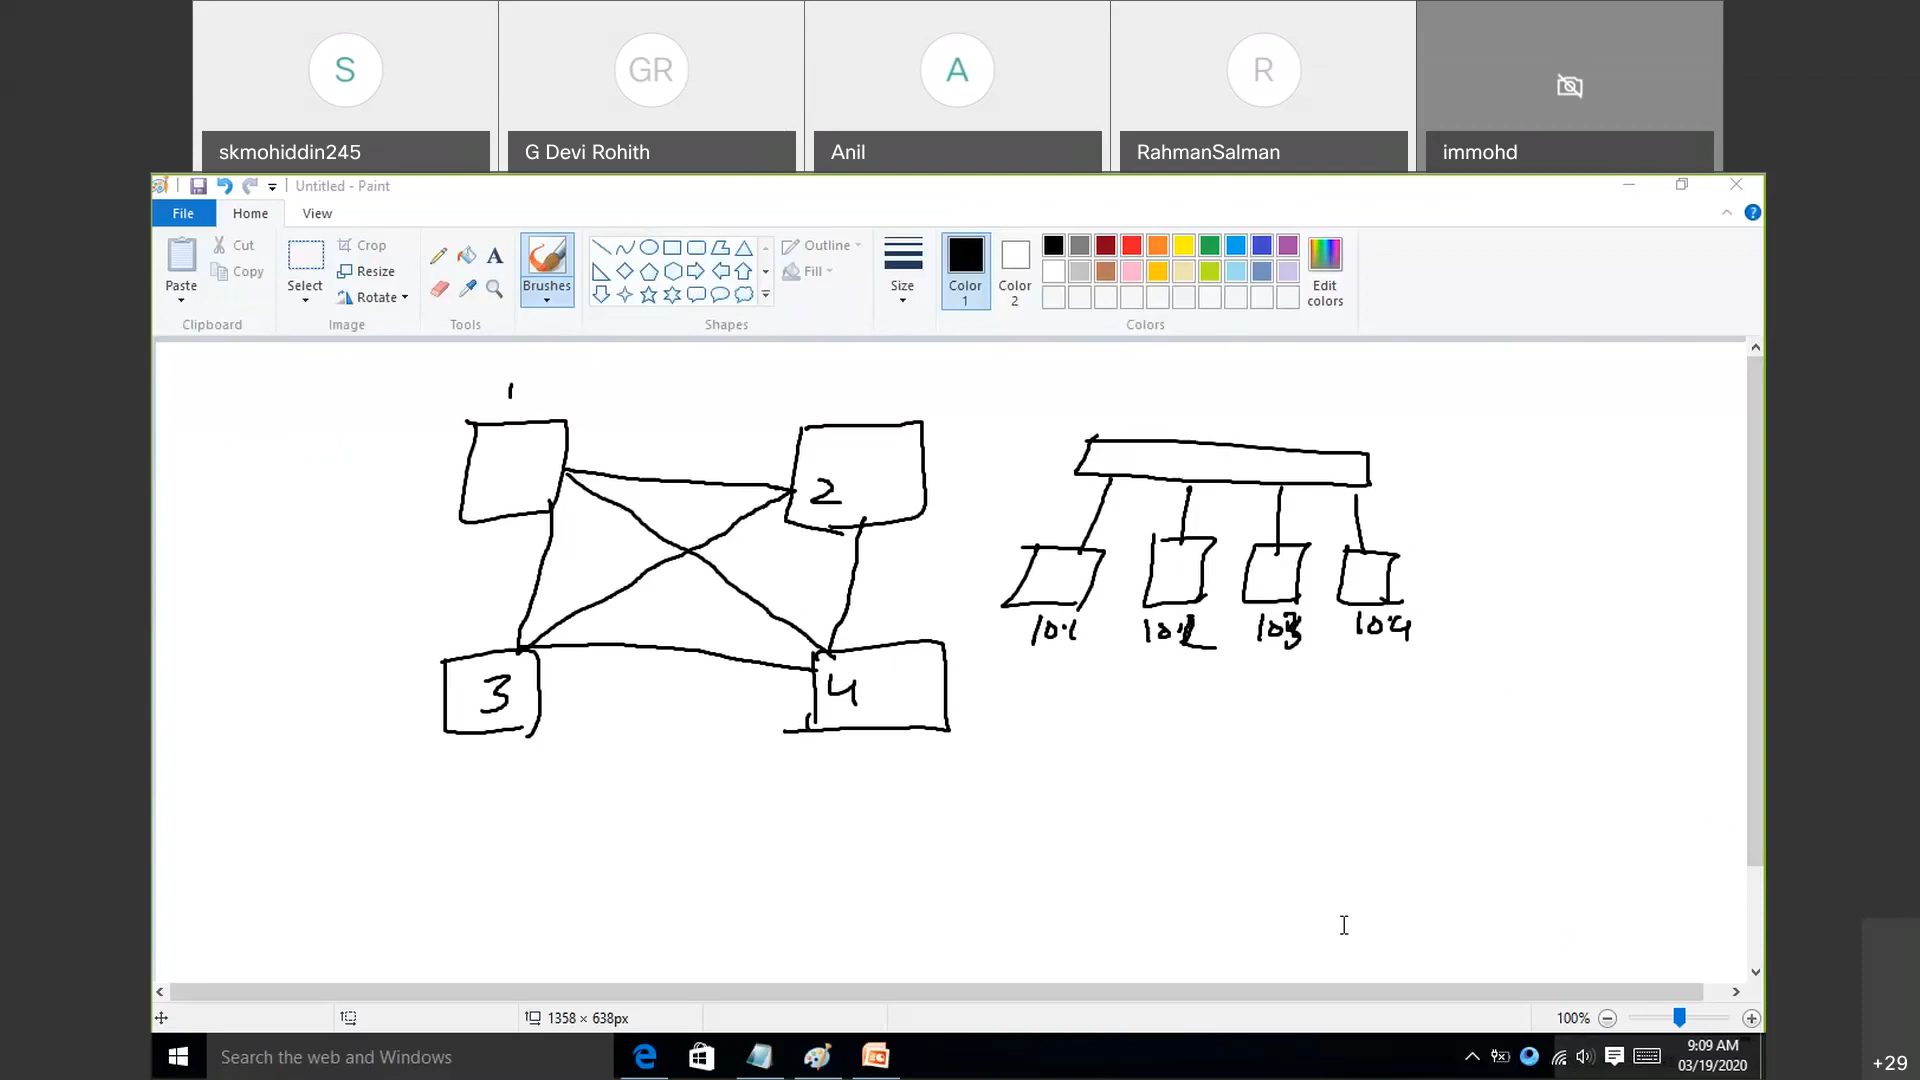 S
GR
A
R
skmohiddin245
G Devi Rohith
Anil
RahmanSalman
immohd
Untitled - Paint
File
Home
View
Paste
Cut
Copy
Clipboard
Select
Crop
Resize
Rotate
Image
A
Tools
Brushes
Shapes
Outline
Fill
Size
Color 1
Color 2
Edit colors
Colors
1
2
3
4
10.1
10.2
10.3
10.4
1358 × 638px
100%
Search the web and Windows
9:09 AM
03/19/2020
+29